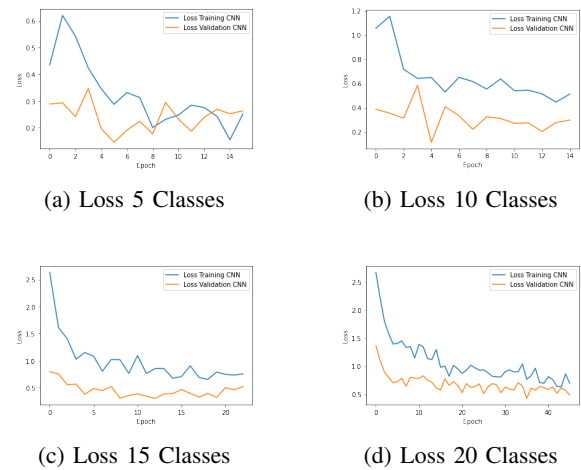 Loss Training CNN
Loss Validation CNN
0.6
0.5
0.4
0.3
0.2
Loss
0 2 4 6 8 10 12 14
Epoch
(a) Loss 5 Classes
Loss Training CNN
Loss Validation CNN
1.2
1.0
0.8
0.6
0.4
0.2
Loss
0 2 4 6 8 10 12 14
Epoch
(b) Loss 10 Classes
Loss Training CNN
Loss Validation CNN
2.5
2.0
1.5
1.0
0.5
Loss
0 5 10 15 20
Epoch
(c) Loss 15 Classes
Loss Training CNN
Loss Validation CNN
2.5
2.0
1.5
1.0
0.5
Loss
0 10 20 30 40
Epoch
(d) Loss 20 Classes